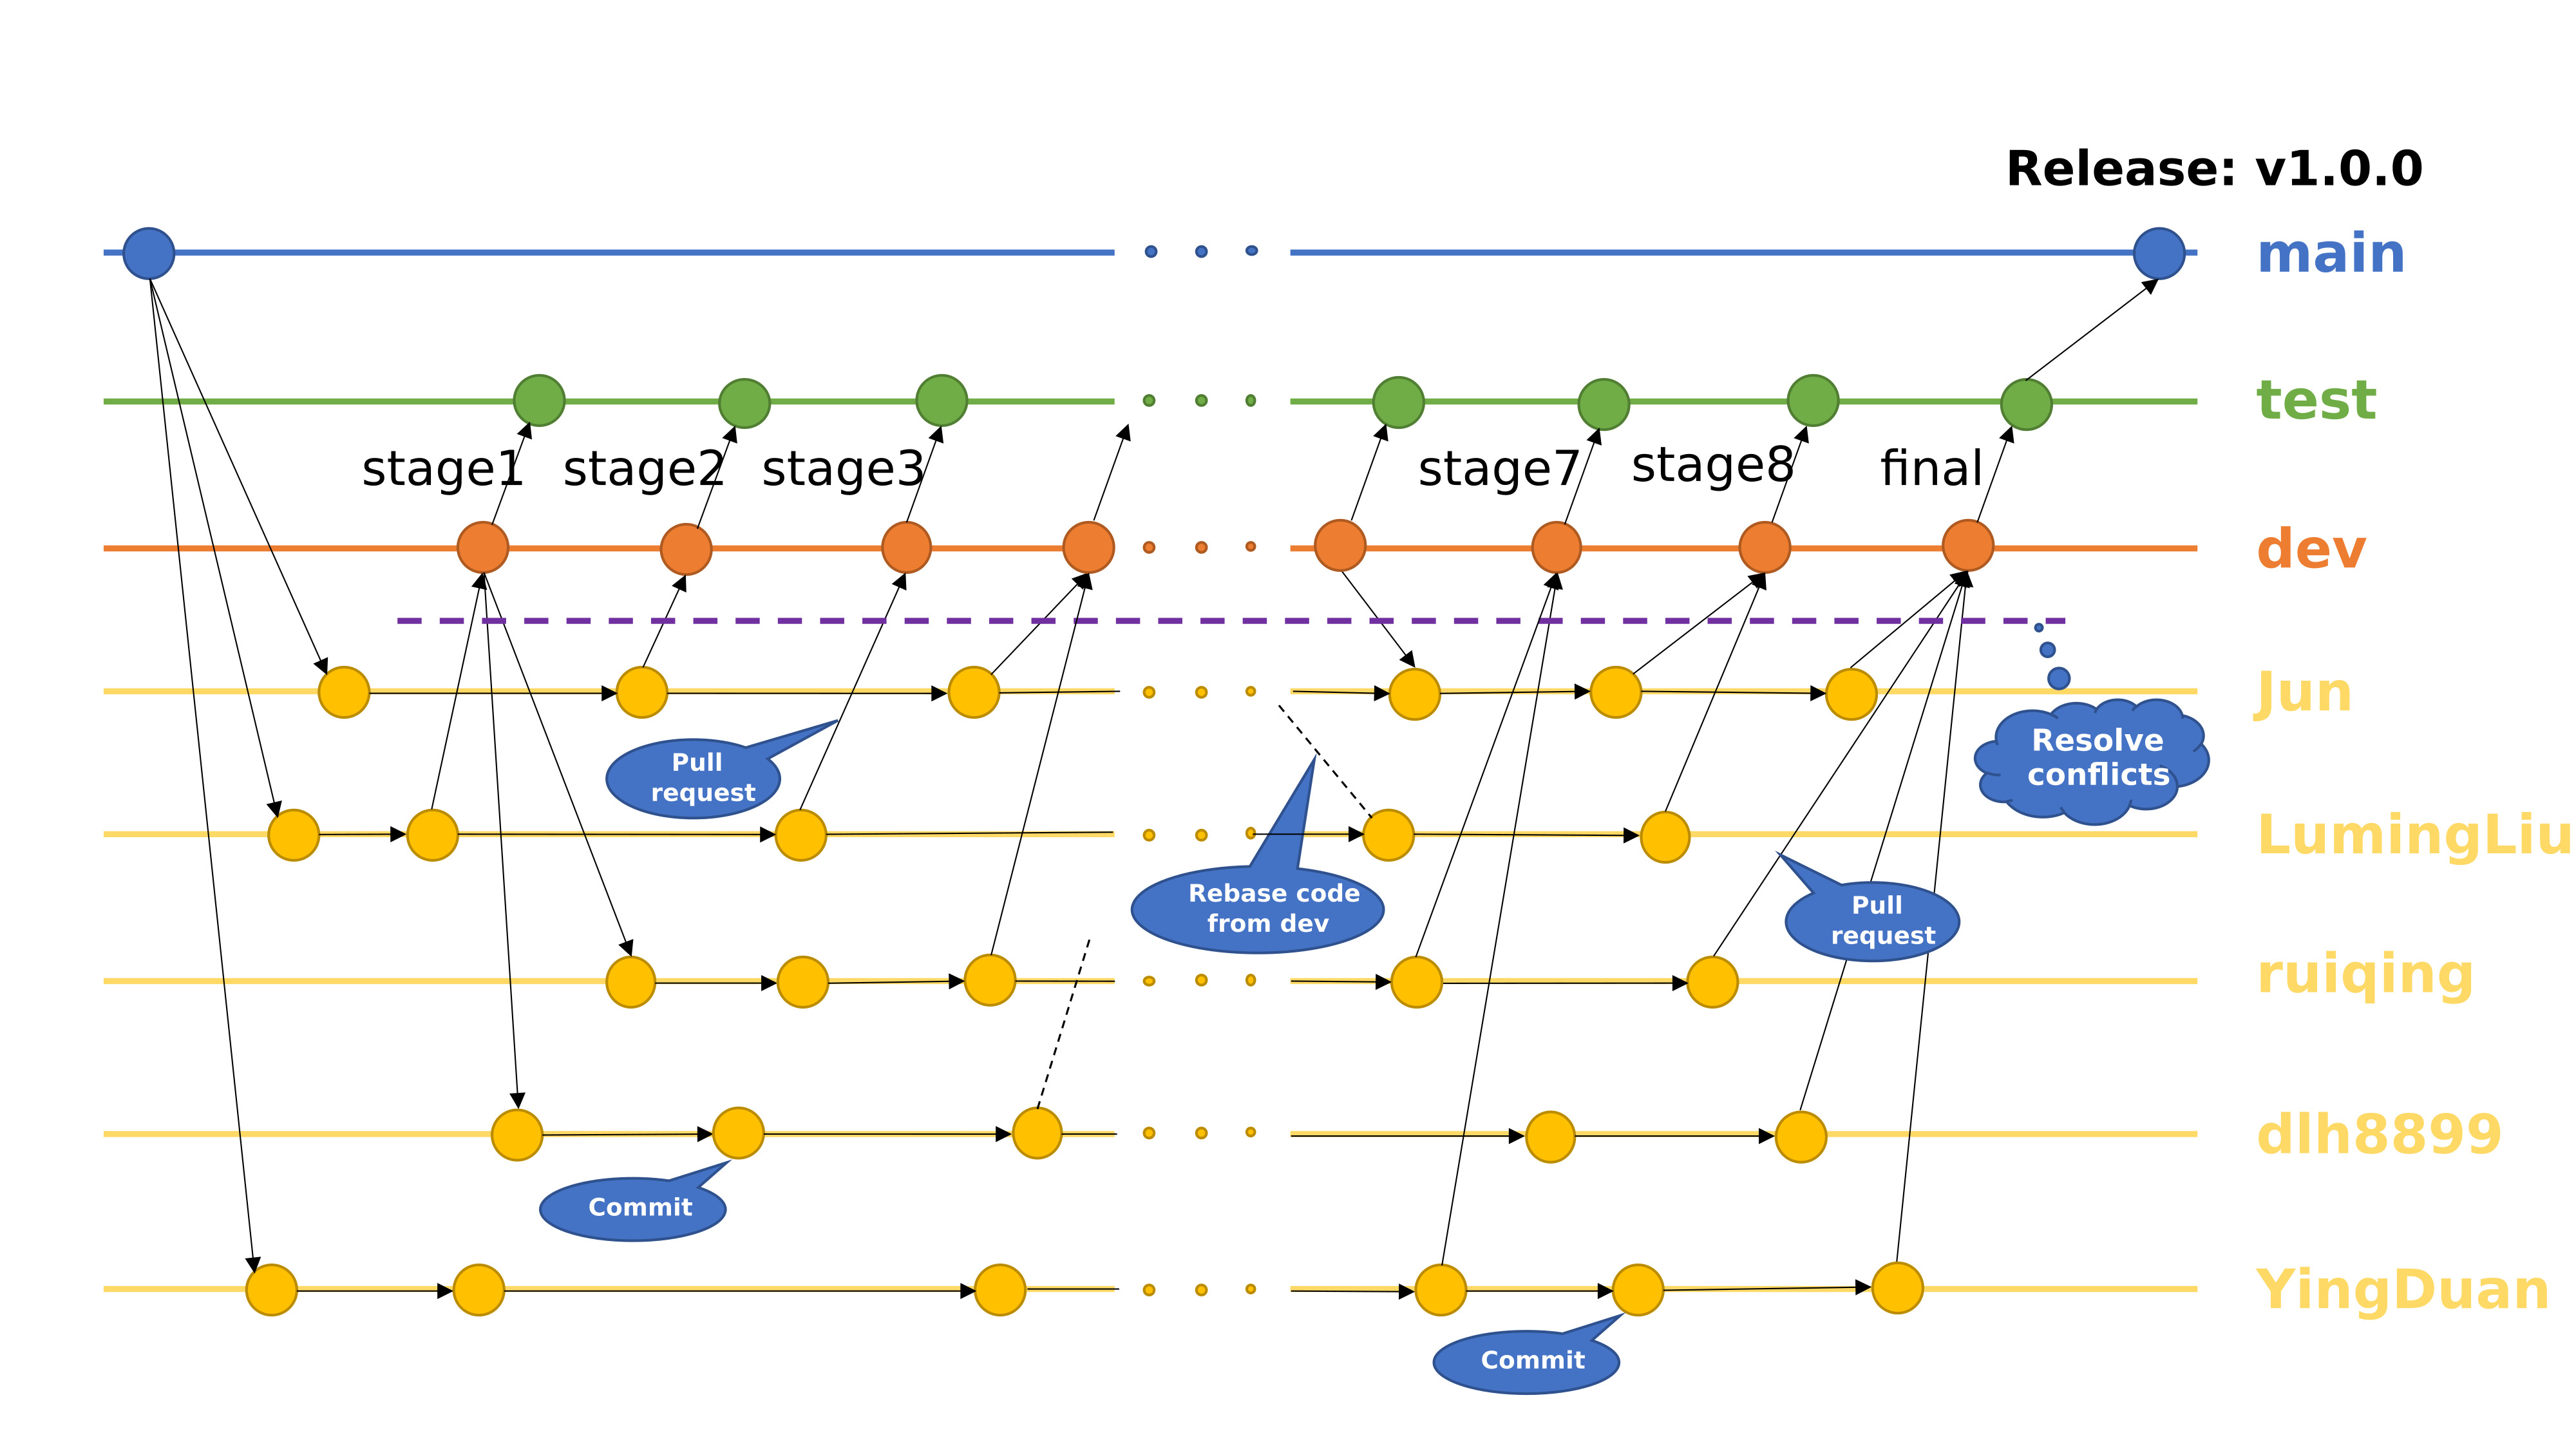 Release: v1.0.0
main
test
stage1
stage2
stage3
stage7
stage8
final
dev
Jun
Resolve
conflicts
Pull
request
LumingLiu
Rebase code
from dev
Pull
request
ruiqing
dlh8899
Commit
YingDuan
Commit